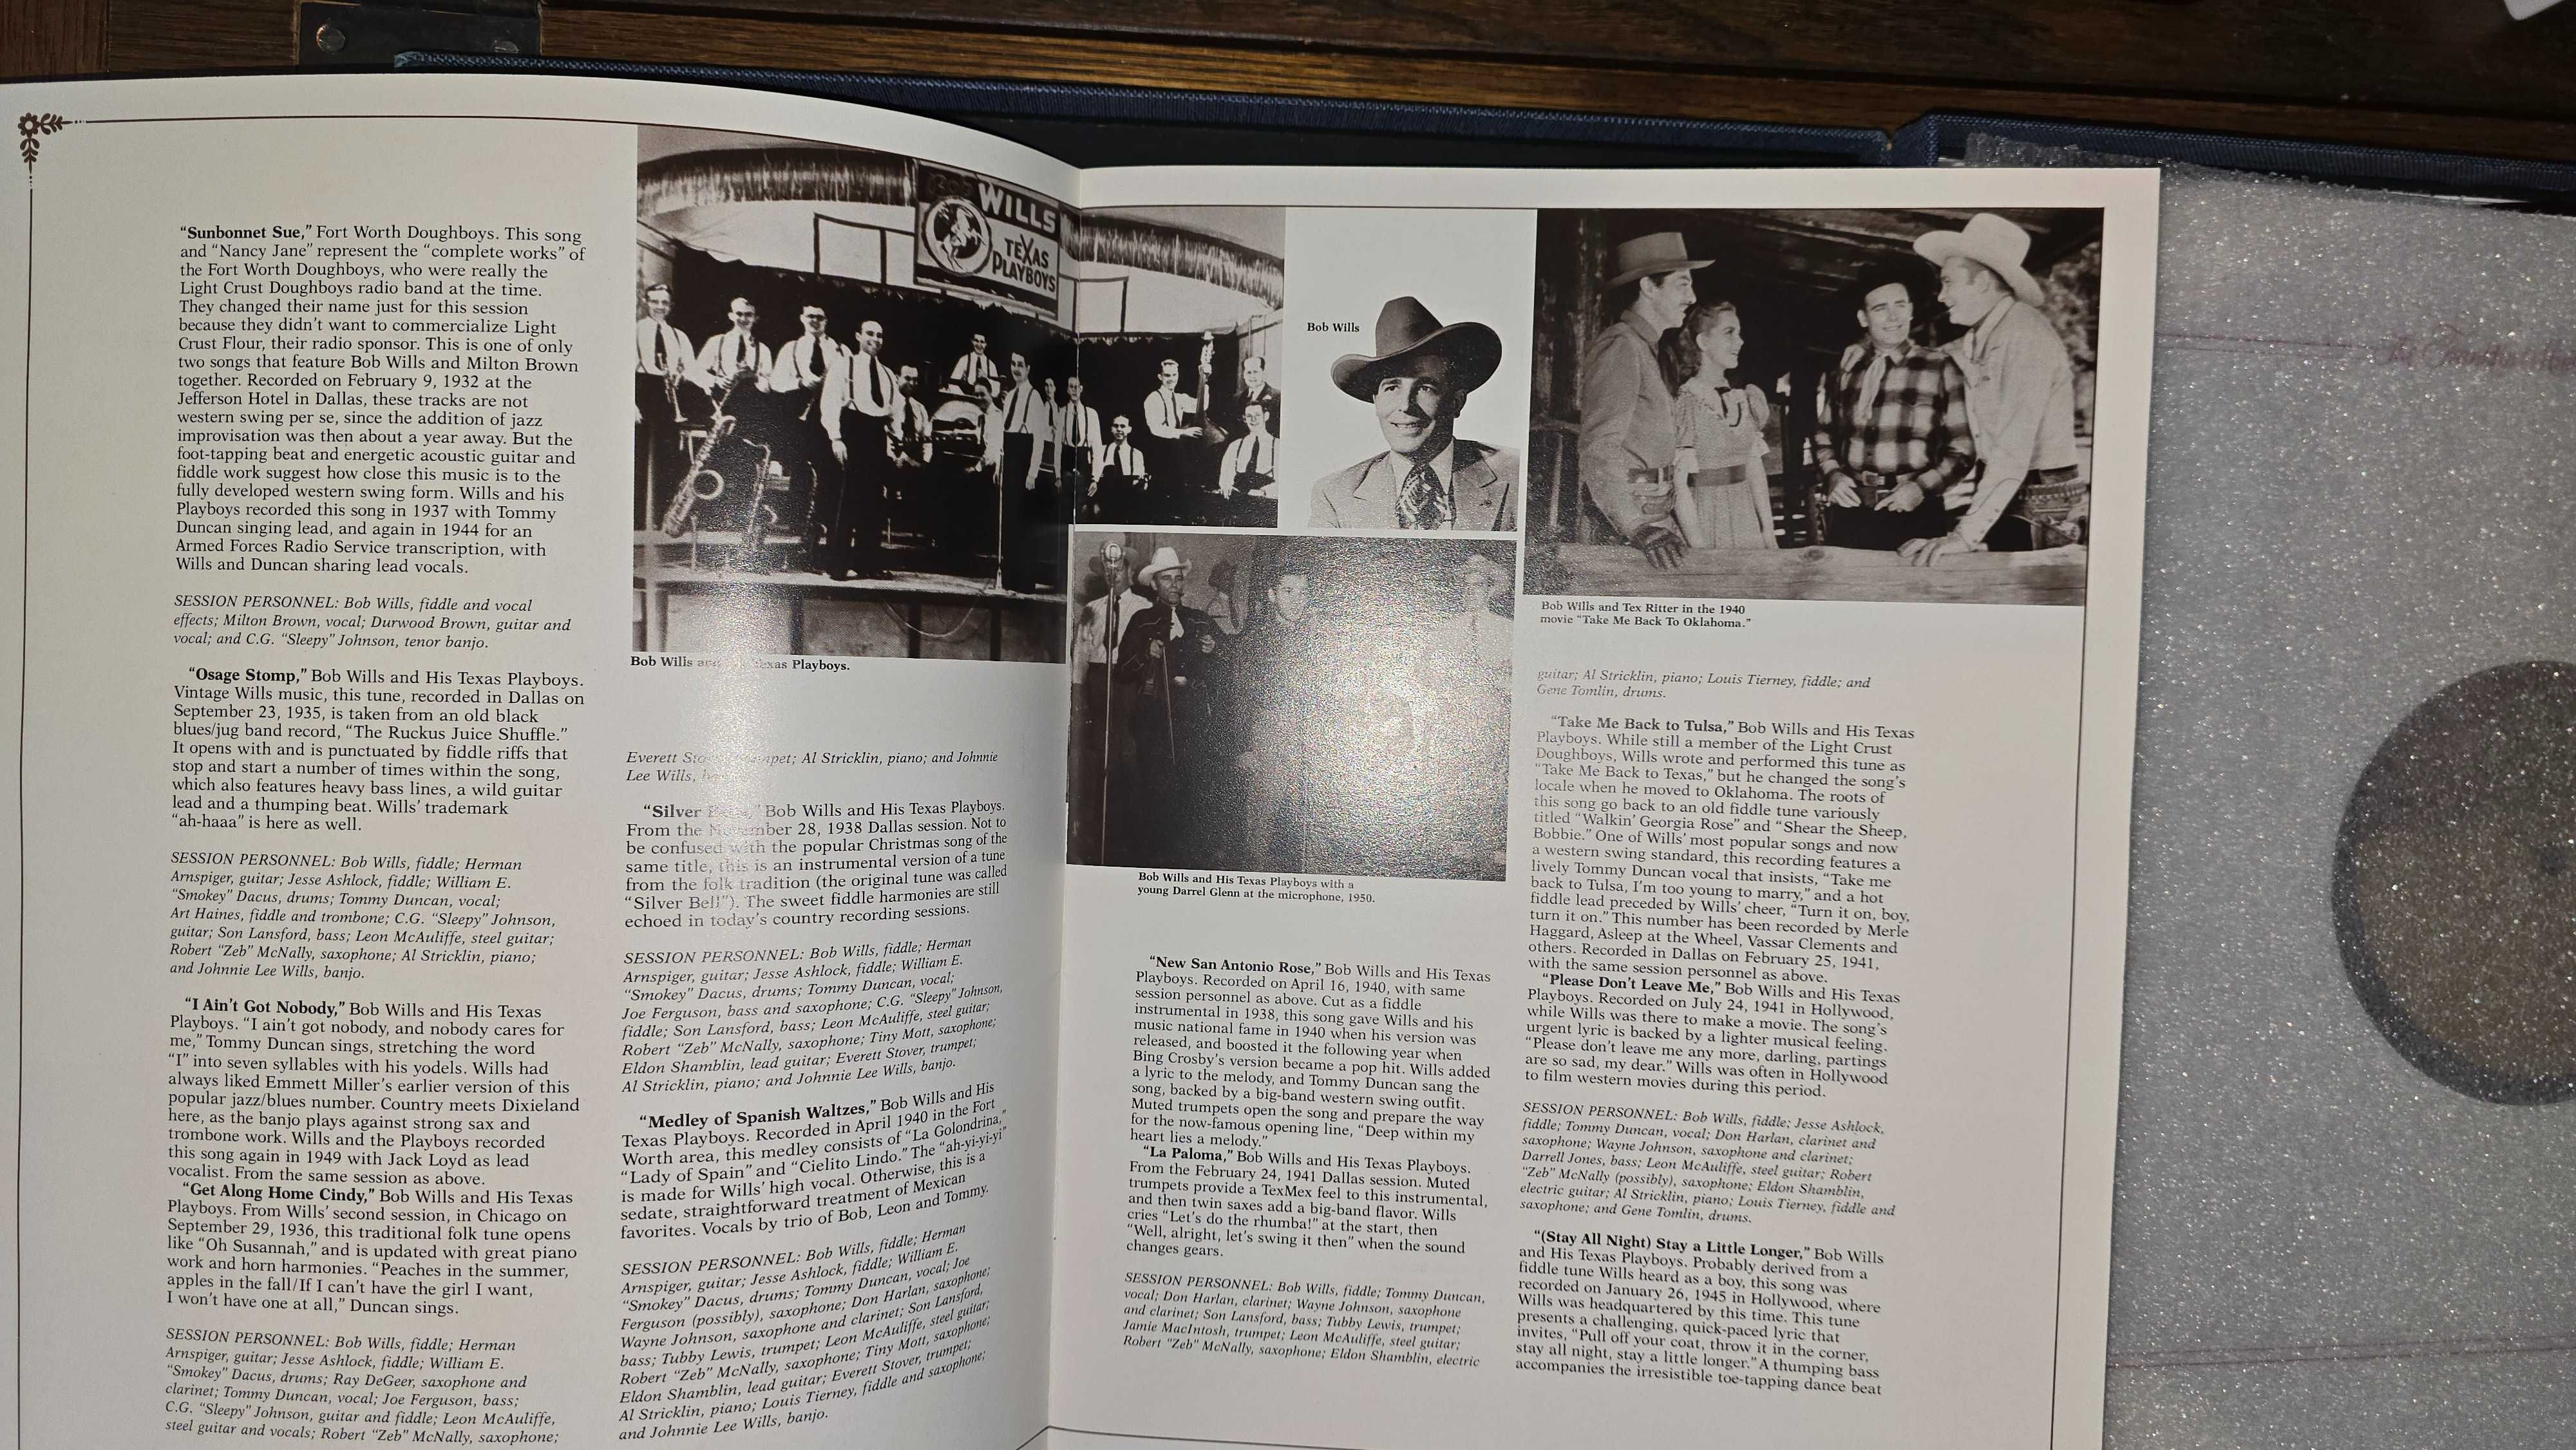 “Sunbonnet Sue,” Fort Worth Doughboys. This song
and “Nancy Jane” represent the “complete works” of
the Fort Worth Doughboys, who were really the
Light Crust Doughboys radio band at the time.
They changed their name just for this session
because they didn’t want to commercialize Light
Crust Flour, their radio sponsor. This is one of only
two songs that feature Bob Wills and Milton Brown
together. Recorded on February 9, 1932 at the
Jefferson Hotel in Dallas, these tracks are not
western swing per se, since the addition of jazz
improvisation was then about a year away. But the
foot-tapping beat and energetic acoustic guitar and
fiddle work suggest how close this music is to the
fully developed western swing form. Wills and his
Playboys recorded this song in 1937 with Tommy
Duncan singing lead, and again in 1944 for an
Armed Forces Radio Service transcription, with
Wills and Duncan sharing lead vocals.
SESSION PERSONNEL: Bob Wills, fiddle and vocal
effects; Milton Brown, vocal; Durwood Brown, guitar and
vocal; and C.G. “Sleepy” Johnson, tenor banjo.
“Osage Stomp,” Bob Wills and His Texas Playboys.
Vintage Wills music, this tune, recorded in Dallas on
September 23, 1935, is taken from an old black
blues/jug band record, “The Ruckus Juice Shuffle.”
It opens with and is punctuated by fiddle riffs that
stop and start a number of times within the song,
which also features heavy bass lines, a wild guitar
lead and a thumping beat. Wills’ trademark
“ah-haaa” is here as well.
SESSION PERSONNEL: Bob Wills, fiddle; Herman
Arnspiger, guitar; Jesse Ashlock, fiddle; William E.
“Smokey” Dacus, drums; Tommy Duncan, vocal;
Art Haines, fiddle and trombone; C.G. “Sleepy” Johnson,
guitar; Son Lansford, bass; Leon McAuliffe, steel guitar;
Robert “Zeb” McNally, saxophone; Al Stricklin, piano;
and Johnnie Lee Wills, banjo.
“I Ain’t Got Nobody,” Bob Wills and His Texas
Playboys. “I ain’t got nobody, and nobody cares for
me,” Tommy Duncan sings, stretching the word
“I” into seven syllables with his yodels. Wills had
always liked Emmett Miller’s earlier version of this
popular jazz/blues number. Country meets Dixieland
here, as the banjo plays against strong sax and
trombone work. Wills and the Playboys recorded
this song again in 1949 with Jack Loyd as lead
vocalist. From the same session as above.
“Get Along Home Cindy,” Bob Wills and His Texas
Playboys. From Wills’ second session, in Chicago on
September 29, 1936, this traditional folk tune opens
like “Oh Susannah,” and is updated with great piano
work and horn harmonies. “Peaches in the summer,
apples in the fall/If I can’t have the girl I want,
I won’t have one at all,” Duncan sings.
SESSION PERSONNEL: Bob Wills, fiddle; Herman
Arnspiger, guitar; Jesse Ashlock, fiddle; William E.
“Smokey” Dacus, drums; Ray DeGeer, saxophone and
clarinet; Tommy Duncan, vocal; Joe Ferguson, bass;
C.G. “Sleepy” Johnson, guitar and fiddle; Leon McAuliffe,
steel guitar and vocals; Robert “Zeb” McNally, saxophone;
WILLS
TEXAS
PLAYBOYS
Bob Wills and Texas Playboys.
Everett Al Stricklin, piano; and Johnnie
Lee Wills,
“Silver Bob Wills and His Texas Playboys.
From the November 28, 1938 Dallas session. Not to
be confused with the popular Christmas song of the
same title, this is an instrumental version of a tune
from the folk tradition (the original tune was called
“Silver Bell”). The sweet fiddle harmonies are still
echoed in today’s country recording sessions.
SESSION PERSONNEL: Bob Wills, fiddle; Herman
Arnspiger, guitar; Jesse Ashlock, fiddle; William E.
“Smokey” Dacus, drums; Tommy Duncan, vocal;
Joe Ferguson, bass and saxophone; C.G. “Sleepy” Johnson,
fiddle; Son Lansford, bass; Leon McAuliffe, steel guitar;
Robert “Zeb” McNally, saxophone; Tiny Mott, saxophone;
Eldon Shamblin, lead guitar; Everett Stover, trumpet;
Al Stricklin, piano; and Johnnie Lee Wills, banjo.
“Medley of Spanish Waltzes,” Bob Wills and His
Texas Playboys. Recorded in April 1940 in the Fort
Worth area, this medley consists of “La Golondrina,”
“Lady of Spain” and “Cielito Lindo.” The “ah-yi-yi-yi”
is made for Wills’ high vocal. Otherwise, this is a
sedate, straightforward treatment of Mexican
favorites. Vocals by trio of Bob, Leon and Tommy.
SESSION PERSONNEL: Bob Wills, fiddle; Herman
Arnspiger, guitar; Jesse Ashlock, fiddle; William E.
“Smokey” Dacus, drums; Tommy Duncan, vocal; Joe
Ferguson (possibly), saxophone; Don Harlan, saxophone;
Wayne Johnson, saxophone and clarinet; Son Lansford,
bass; Tubby Lewis, trumpet; Leon McAuliffe, steel guitar;
Robert “Zeb” McNally, saxophone; Tiny Mott, saxophone;
Eldon Shamblin, lead guitar; Everett Stover, trumpet;
Al Stricklin, piano; Louis Tierney, fiddle and saxophone;
and Johnnie Lee Wills, banjo.
Bob Wills
Bob Wills and His Texas Playboys with a
young Darrel Glenn at the microphone, 1950.
“New San Antonio Rose,” Bob Wills and His Texas
Playboys. Recorded on April 16, 1940, with same
session personnel as above. Cut as a fiddle
instrumental in 1938, this song gave Wills and his
music national fame in 1940 when his version was
released, and boosted it the following year when
Bing Crosby’s version became a pop hit. Wills added
a lyric to the melody, and Tommy Duncan sang the
song, backed by a big-band western swing outfit.
Muted trumpets open the song and prepare the way
for the now-famous opening line, “Deep within my
heart lies a melody.”
“La Paloma,” Bob Wills and His Texas Playboys.
From the February 24, 1941 Dallas session. Muted
trumpets provide a TexMex feel to this instrumental,
and then twin saxes add a big-band flavor. Wills
cries “Let’s do the rhumba!” at the start, then
“Well, alright, let’s swing it then” when the sound
changes gears.
SESSION PERSONNEL: Bob Wills, fiddle; Tommy Duncan,
vocal; Don Harlan, clarinet; Wayne Johnson, saxophone
and clarinet; Son Lansford, bass; Tubby Lewis, trumpet;
Jamie MacIntosh, trumpet; Leon McAuliffe, steel guitar;
Robert “Zeb” McNally, saxophone; Eldon Shamblin, electric
Bob Wills and Tex Ritter in the 1940
movie “Take Me Back To Oklahoma.”
guitar; Al Stricklin, piano; Louis Tierney, fiddle; and
Gene Tomlin, drums.
“Take Me Back to Tulsa,” Bob Wills and His Texas
Playboys. While still a member of the Light Crust
Doughboys, Wills wrote and performed this tune as
“Take Me Back to Texas,” but he changed the song’s
locale when he moved to Oklahoma. The roots of
this song go back to an old fiddle tune variously
titled “Walkin’ Georgia Rose” and “Shear the Sheep,
Bobbie.” One of Wills’ most popular songs and now
a western swing standard, this recording features a
lively Tommy Duncan vocal that insists, “Take me
back to Tulsa, I’m too young to marry,” and a hot
fiddle lead preceded by Wills’ cheer, “Turn it on, boy,
turn it on.” This number has been recorded by Merle
Haggard, Asleep at the Wheel, Vassar Clements and
others. Recorded in Dallas on February 25, 1941,
with the same session personnel as above.
“Please Don’t Leave Me,” Bob Wills and His Texas
Playboys. Recorded on July 24, 1941 in Hollywood,
while Wills was there to make a movie. The song’s
urgent lyric is backed by a lighter musical feeling.
“Please don’t leave me any more, darling, partings
are so sad, my dear.” Wills was often in Hollywood
to film western movies during this period.
SESSION PERSONNEL: Bob Wills, fiddle; Jesse Ashlock,
fiddle; Tommy Duncan, vocal; Don Harlan, clarinet and
saxophone; Wayne Johnson, saxophone and clarinet;
Darrell Jones, bass; Leon McAuliffe, steel guitar; Robert
“Zeb” McNally (possibly), saxophone; Eldon Shamblin,
electric guitar; Al Stricklin, piano; Louis Tierney, fiddle and
saxophone; and Gene Tomlin, drums.
“(Stay All Night) Stay a Little Longer,” Bob Wills
and His Texas Playboys. Probably derived from a
fiddle tune Wills heard as a boy, this song was
recorded on January 26, 1945 in Hollywood, where
Wills was headquartered by this time. This tune
presents a challenging, quick-paced lyric that
invites, “Pull off your coat, throw it in the corner,
stay all night, stay a little longer.” A thumping bass
accompanies the irresistible toe-tapping dance beat